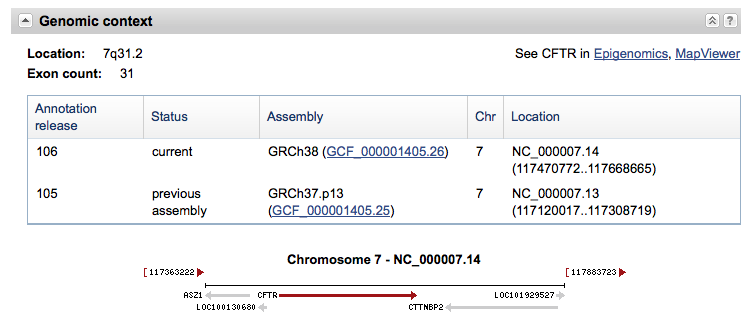 Genomic context
Location: 7q31.2
See CFTR in Epigenomics, MapViewer
Exon count: 31
Annotation release Status Assembly Chr Location
106 current GRCh38 (GCF_000001405.26) 7 NC_000007.14
(117470772..117668665)
105 previous assembly GRCh37.p13 (GCF_000001405.25) 7 NC_000007.13
(117120017..117308719)
Chromosome 7 - NC_000007.14
[117363222 117883723
ASZ1 CFTR LOC101929527
LOC100130680 CTTNBP2